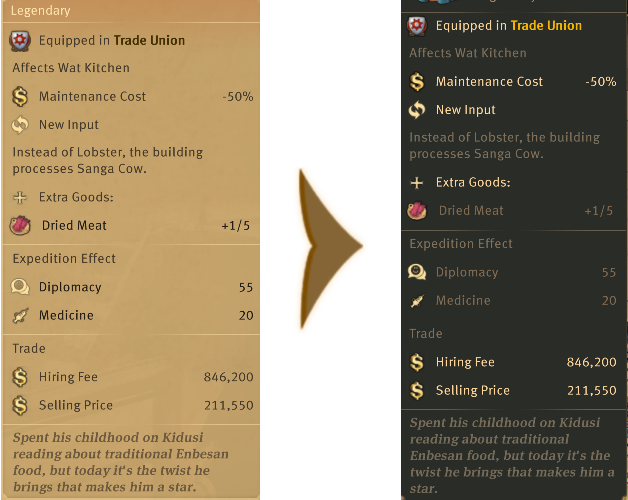 Legendary
Equipped in Trade Union
Affects Wat Kitchen
Maintenance Cost -50%
New Input
Instead of Lobster, the building
processes Sanga Cow.
Extra Goods:
Dried Meat +1/5
Expedition Effect
Diplomacy 55
Medicine 20
Trade
Hiring Fee 846,200
Selling Price 211,550
Spent his childhood on Kidusi
reading about traditional Enbesan
food, but today it's the twist he
brings that makes him a star.
Equipped in Trade Union
Affects Wat Kitchen
Maintenance Cost -50%
New Input
Instead of Lobster, the building
processes Sanga Cow.
Extra Goods:
Dried Meat +1/5
Expedition Effect
Diplomacy 55
Medicine 20
Trade
Hiring Fee 846,200
Selling Price 211,550
Spent his childhood on Kidusi
reading about traditional
Enbesan food, but today it's the
twist he brings that makes him a
star.